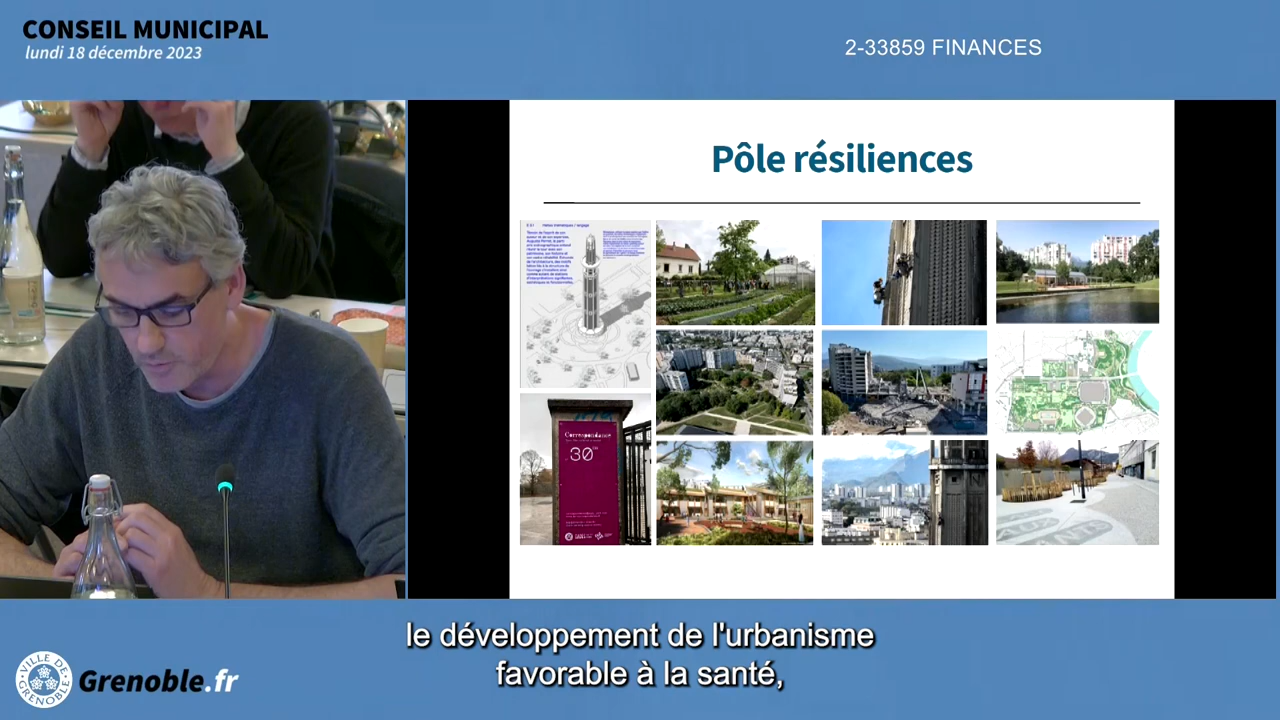 CONSEIL MUNICIPAL
lundi 18 décembre 2023
2-33859 FINANCES
Pôle résiliences
Correspondance
30
le développement de l'urbanisme
favorable à la santé,
VILLE DE
GRENOBLE
Grenoble.fr